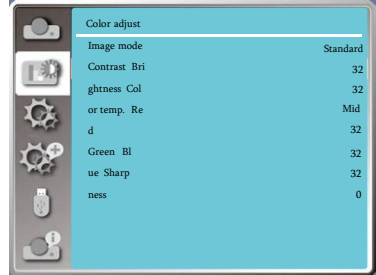 Color adjust
Image mode Standard
Contrast Bri 32
ghtness Col 32
or temp. Re Mid
d 32
Green Bl 32
ue Sharp 32
ness 0